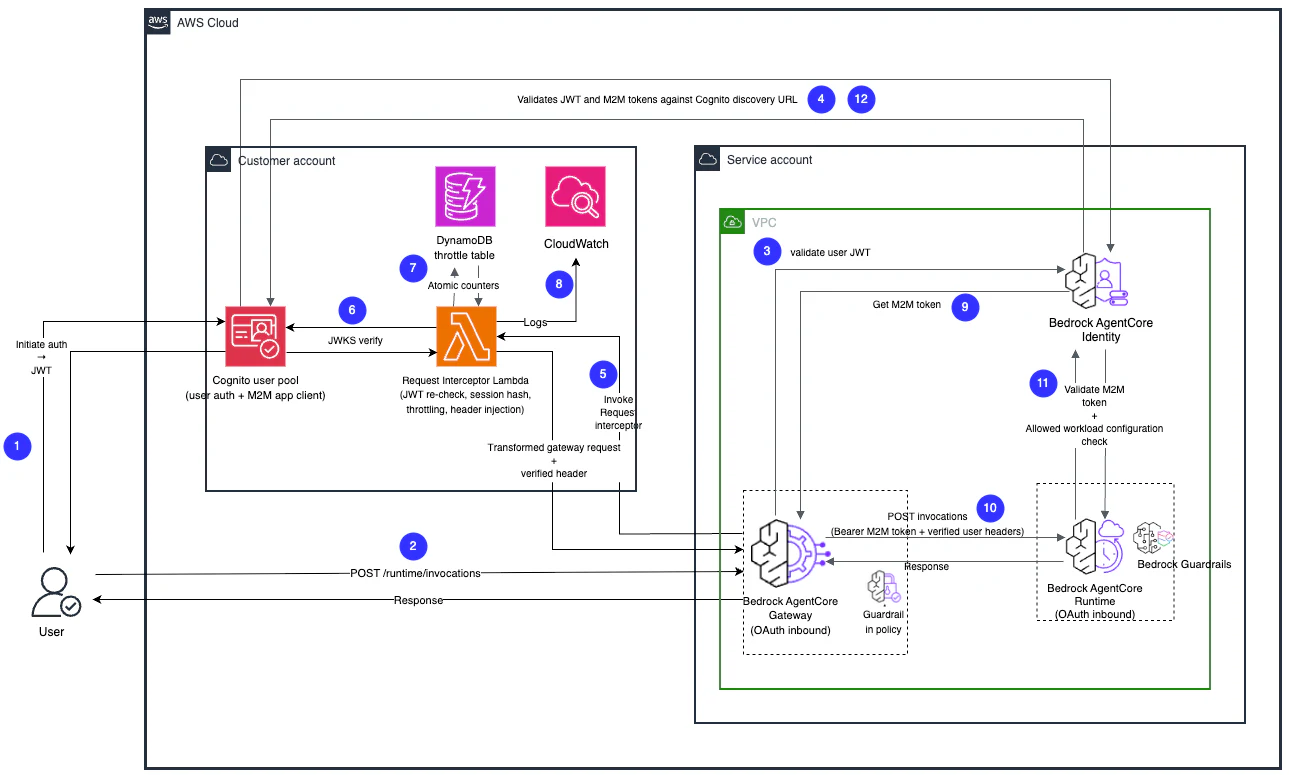 aws
AWS Cloud
Validates JWT and M2M tokens against Cognito discovery URL
4
12
Customer account
Service account
DynamoDB
throttle table
CloudWatch
VPC
3
validate user JWT
7
Atomic counters
8
Logs
6
JWKS verify
Get M2M token
9
Bedrock AgentCore
Identity
Initiate auth
→
JWT
Cognito user pool
(user auth + M2M app client)
Request Interceptor Lambda
(JWT re-check, session hash,
throttling, header injection)
5
Invoke
Request
interceptor
11
Validate M2M
token
+
Allowed workload configuration
check
1
Transformed gateway request
+
verified header
10
POST invocations
(Bearer M2M token + verified user headers)
2
POST /runtime/invocations
Response
Response
Bedrock Guardrails
Bedrock AgentCore
Gateway
(OAuth inbound)
Guardrail
in policy
Bedrock AgentCore
Runtime
(OAuth inbound)
User